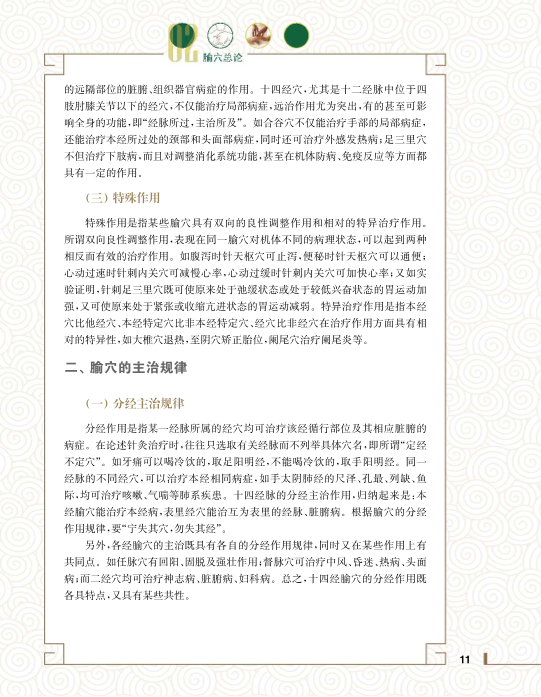 02
腧穴总论
的远隔部位的脏腑、组织器官病症的作用。十四经穴，尤其是十二经脉中位于四
肢肘膝关节以下的经穴，不仅能治疗局部病症，远治作用尤为突出，有的甚至可影
响全身的功能，即“经脉所过，主治所及”。如合谷穴不仅能治疗手部的局部病症，
还能治疗本经所过处的颈部和头面部病症，同时还可治疗外感发热病；足三里穴
不但治疗下肢病，而且对调整消化系统功能，甚至在机体防病、免疫反应等方面都
具有一定的作用。
（三）特殊作用
特殊作用是指某些腧穴具有双向的良性调整作用和相对的特异治疗作用。
所谓双向良性调整作用，表现在同一腧穴对机体不同的病理状态，可以起到两种
相反而有效的治疗作用。如腹泻时针天枢穴可止泻，便秘时针天枢穴可以通便；
心动过速时针刺内关穴可减慢心率，心动过缓时针刺内关穴可加快心率；又如实
验证明，针刺足三里穴既可使原来处于弛缓状态或处于较低兴奋状态的胃运动加
强，又可使原来处于紧张或收缩亢进状态的胃运动减弱。特异治疗作用是指本经
穴比他经穴、本经特定穴比非本经特定穴、经穴比非经穴在治疗作用方面具有相
对的特异性，如大椎穴退热，至阴穴矫正胎位，阑尾穴治疗阑尾炎等。
二、腧穴的主治规律
（一）分经主治规律
分经作用是指某一经脉所属的经穴均可治疗该经循行部位及其相应脏腑的
病症。在论述针灸治疗时，往往只选取有关经脉而不列举具体穴名，即所谓“定经
不定穴”。如牙痛可以喝冷饮的，取足阳明经，不能喝冷饮的，取手阳明经。同一
经脉的不同经穴，可以治疗本经相同病症，如手太阴肺经的尺泽、孔最、列缺、鱼
际，均可治疗咳嗽、气喘等肺系疾患。十四经脉的分经主治作用，归纳起来是：本
经腧穴能治疗本经病，表里经穴能治互为表里的经脉、脏腑病。根据腧穴的分经
作用规律，要“宁失其穴，勿失其经”。
另外，各经腧穴的主治既具有各自的分经作用规律，同时又在某些作用上有
共同点。如任脉穴有回阳、固脱及强壮作用；督脉穴可治疗中风、昏迷、热病、头面
病；而二经穴均可治疗神志病、脏腑病、妇科病。总之，十四经腧穴的分经作用既
各具特点，又具有某些共性。
11